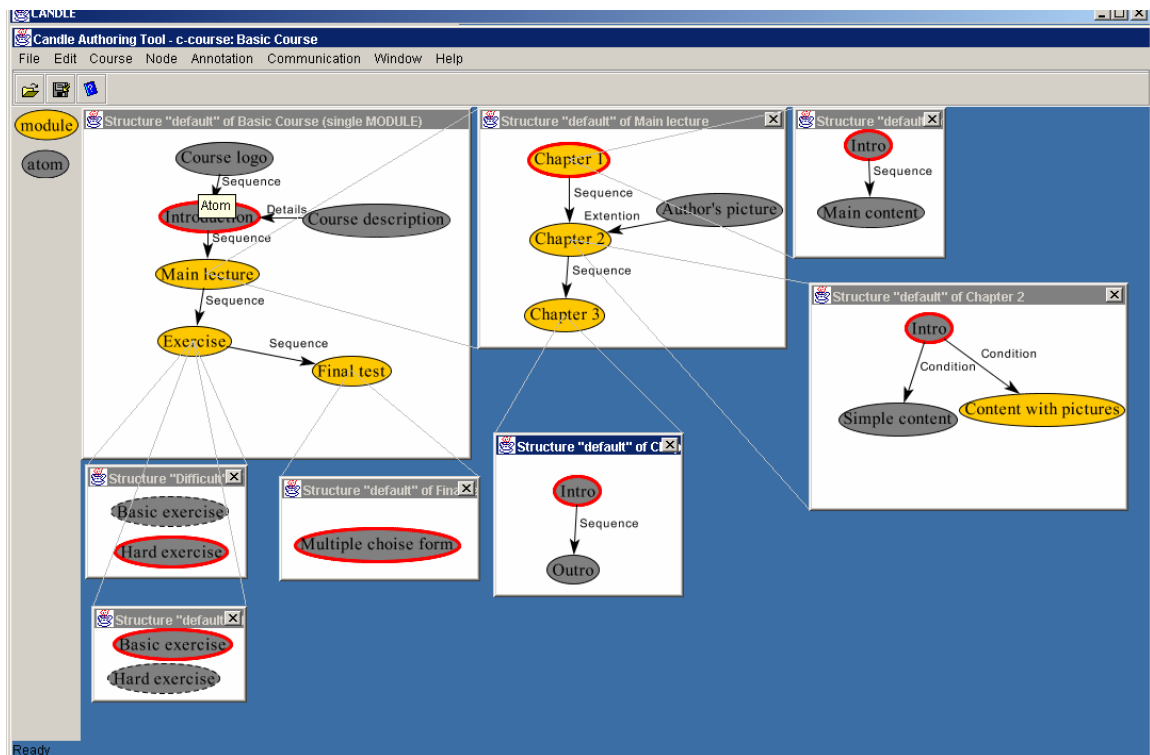 CANDLE
Candle Authoring Tool - c-course: Basic Course
File Edit Course Node Annotation Communication Window Help
module
atom
Structure "default" of Basic Course (single MODULE)
Course logo
Sequence
Atom
Introduction
Details
Course description
Sequence
Main lecture
Sequence
Exercise
Sequence
Final test
Structure "default" of Main lecture
Chapter 1
Sequence
Author's picture
Extention
Chapter 2
Sequence
Chapter 3
Structure "default"
Intro
Sequence
Main content
Structure "default" of Chapter 2
Intro
Condition
Condition
Simple content
Content with pictures
Structure "Difficult"
Basic exercise
Hard exercise
Structure "default" of Fina
Multiple choise form
Structure "default" of
Intro
Sequence
Outro
Structure "default
Basic exercise
Hard exercise
Ready